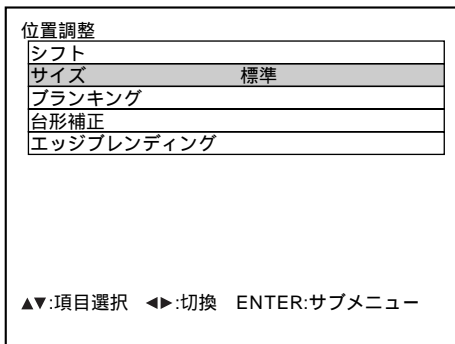 位置調整
シフト
サイズ 標準
ブランキング
台形補正
エッジブレンディング
▲▼:項目選択 ◀▶:切換 ENTER:サブメニュー